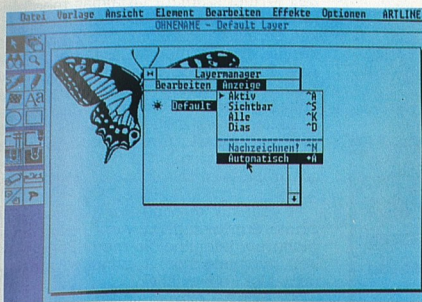 Datei Vorlage Ansicht Element Bearbeiten Effekte Optionen ARTLINE
OHNENAME - Default Layer
Layermanager
Bearbeiten Anzeige
Default
▶ Aktiv ^A
Sichtbar ^S
Alle ^K
Dias ^D
Nachzeichnen? ^N
Automatisch ◆A
Aa